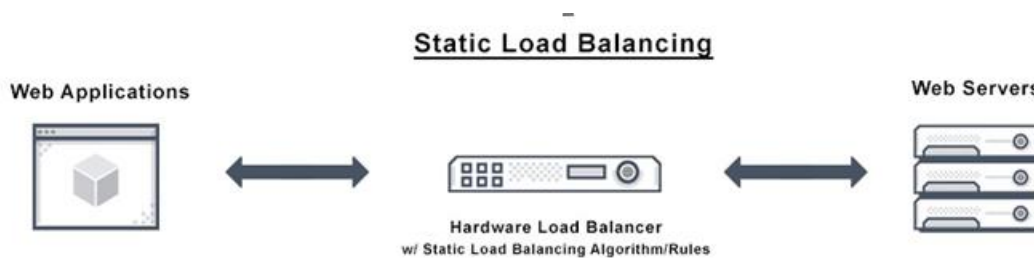 Static Load Balancing
Web Applications
Web Servers
Hardware Load Balancer
w/ Static Load Balancing Algorithm/Rules